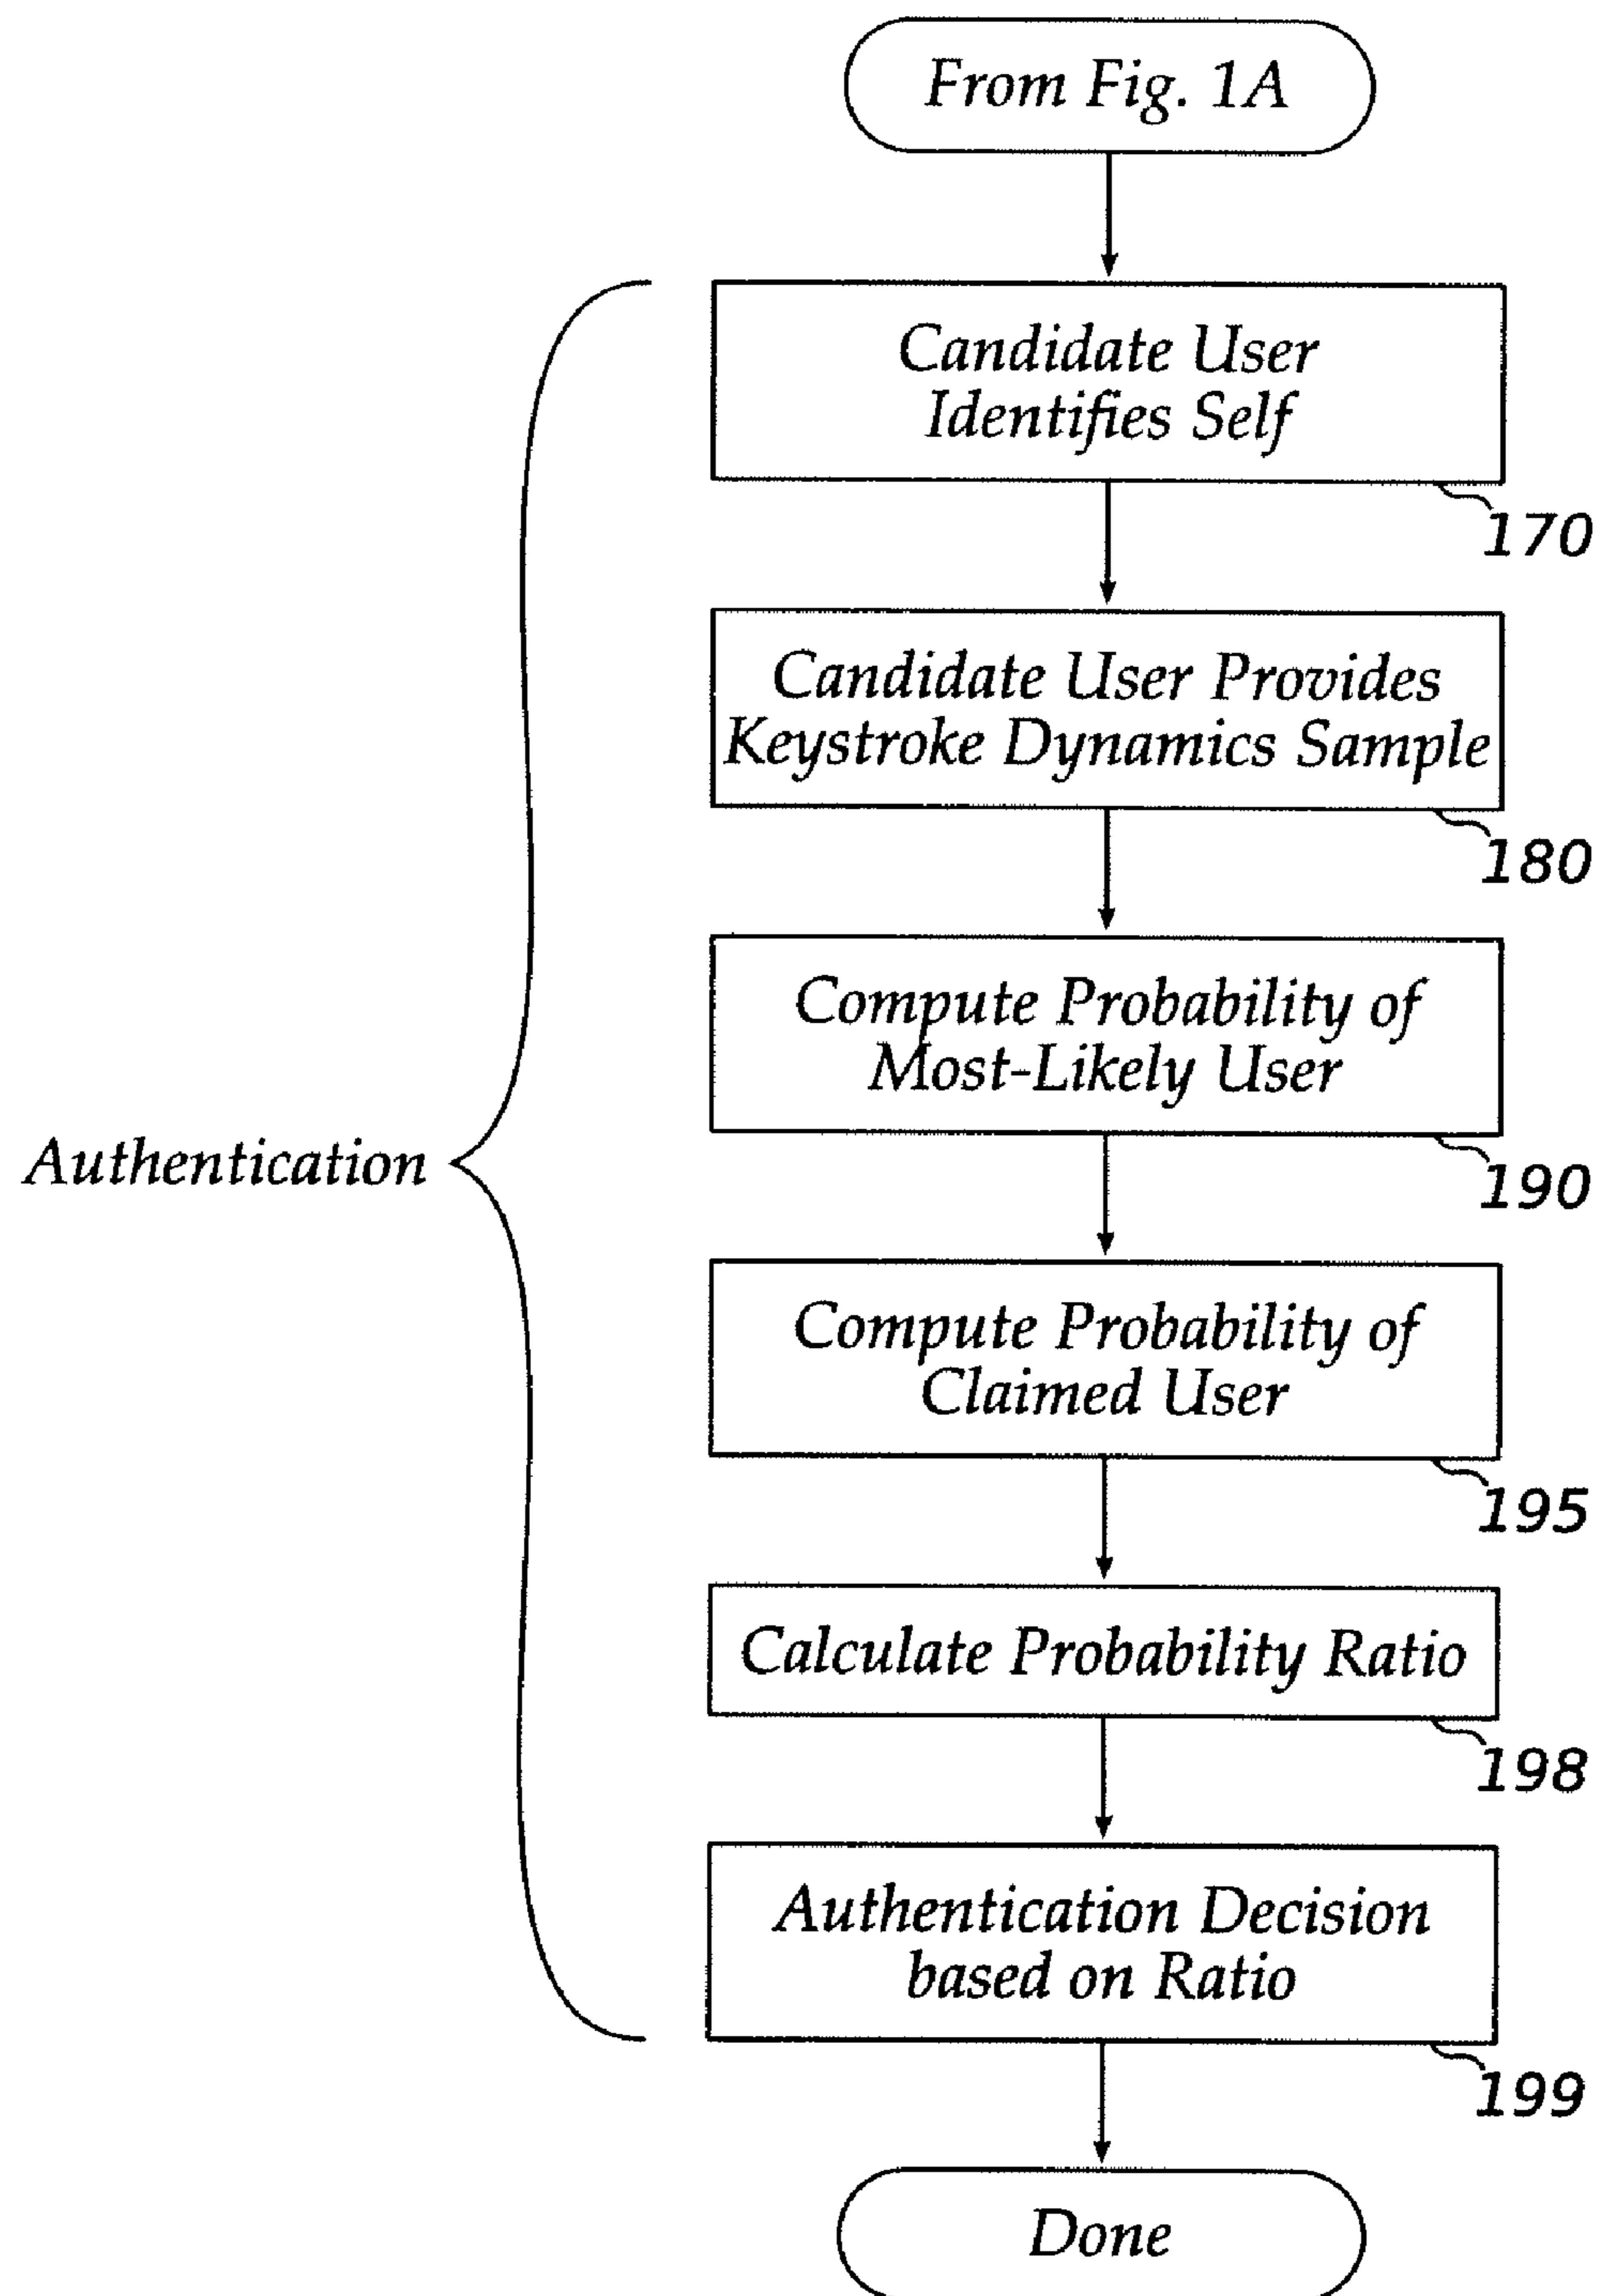 From Fig. 1A
Candidate User
Identifies Self
170
Candidate User Provides
Keystroke Dynamics Sample
180
Compute Probability of
Most-Likely User
190
Authentication
Compute Probability of
Claimed User
195
Calculate Probability Ratio
198
Authentication Decision
based on Ratio
199
Done